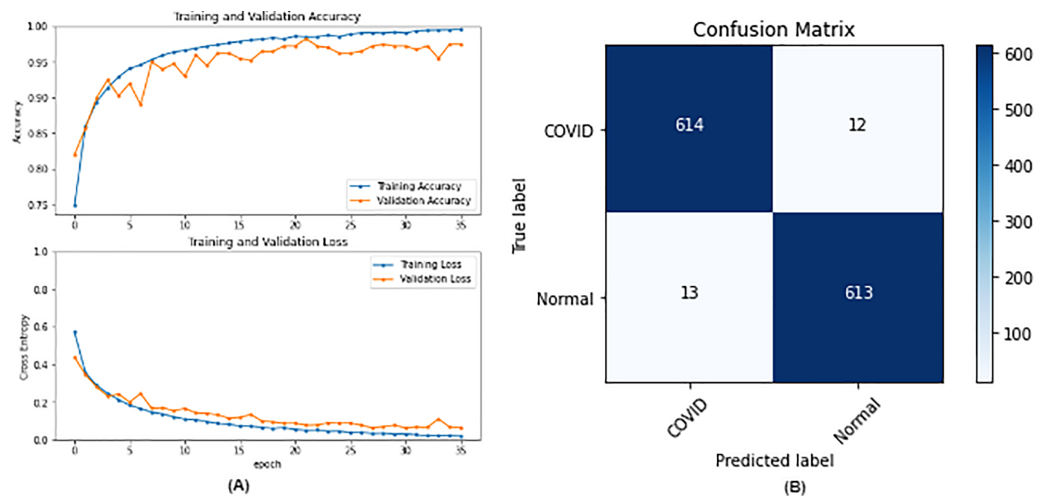 Training and Validation Accuracy
1.00
0.95
0.90
0.85
0.80
0.75
Accuracy
Training Accuracy
Validation Accuracy
0 5 10 15 20 25 30 35
Training and Validation Loss
1.0
0.8
0.6
0.4
0.2
0.0
Cross Entropy
Training Loss
Validation Loss
0 5 10 15 20 25 30 35
epoch
(A)
Confusion Matrix
True label
COVID
Normal
614 12
13 613
COVID Normal
Predicted label
600
500
400
300
200
100
(B)